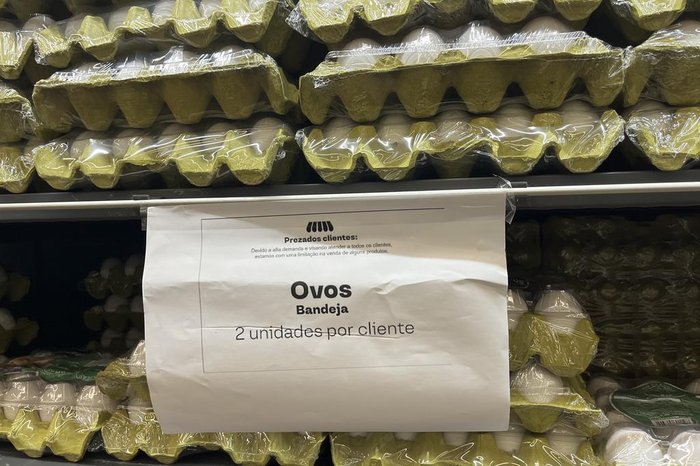 Prezados clientes:
Devido a alta demanda e visando atender a todos os clientes,
estamos com uma limitação na venda de alguns produtos.
Ovos
Bandeja
2 unidades por cliente